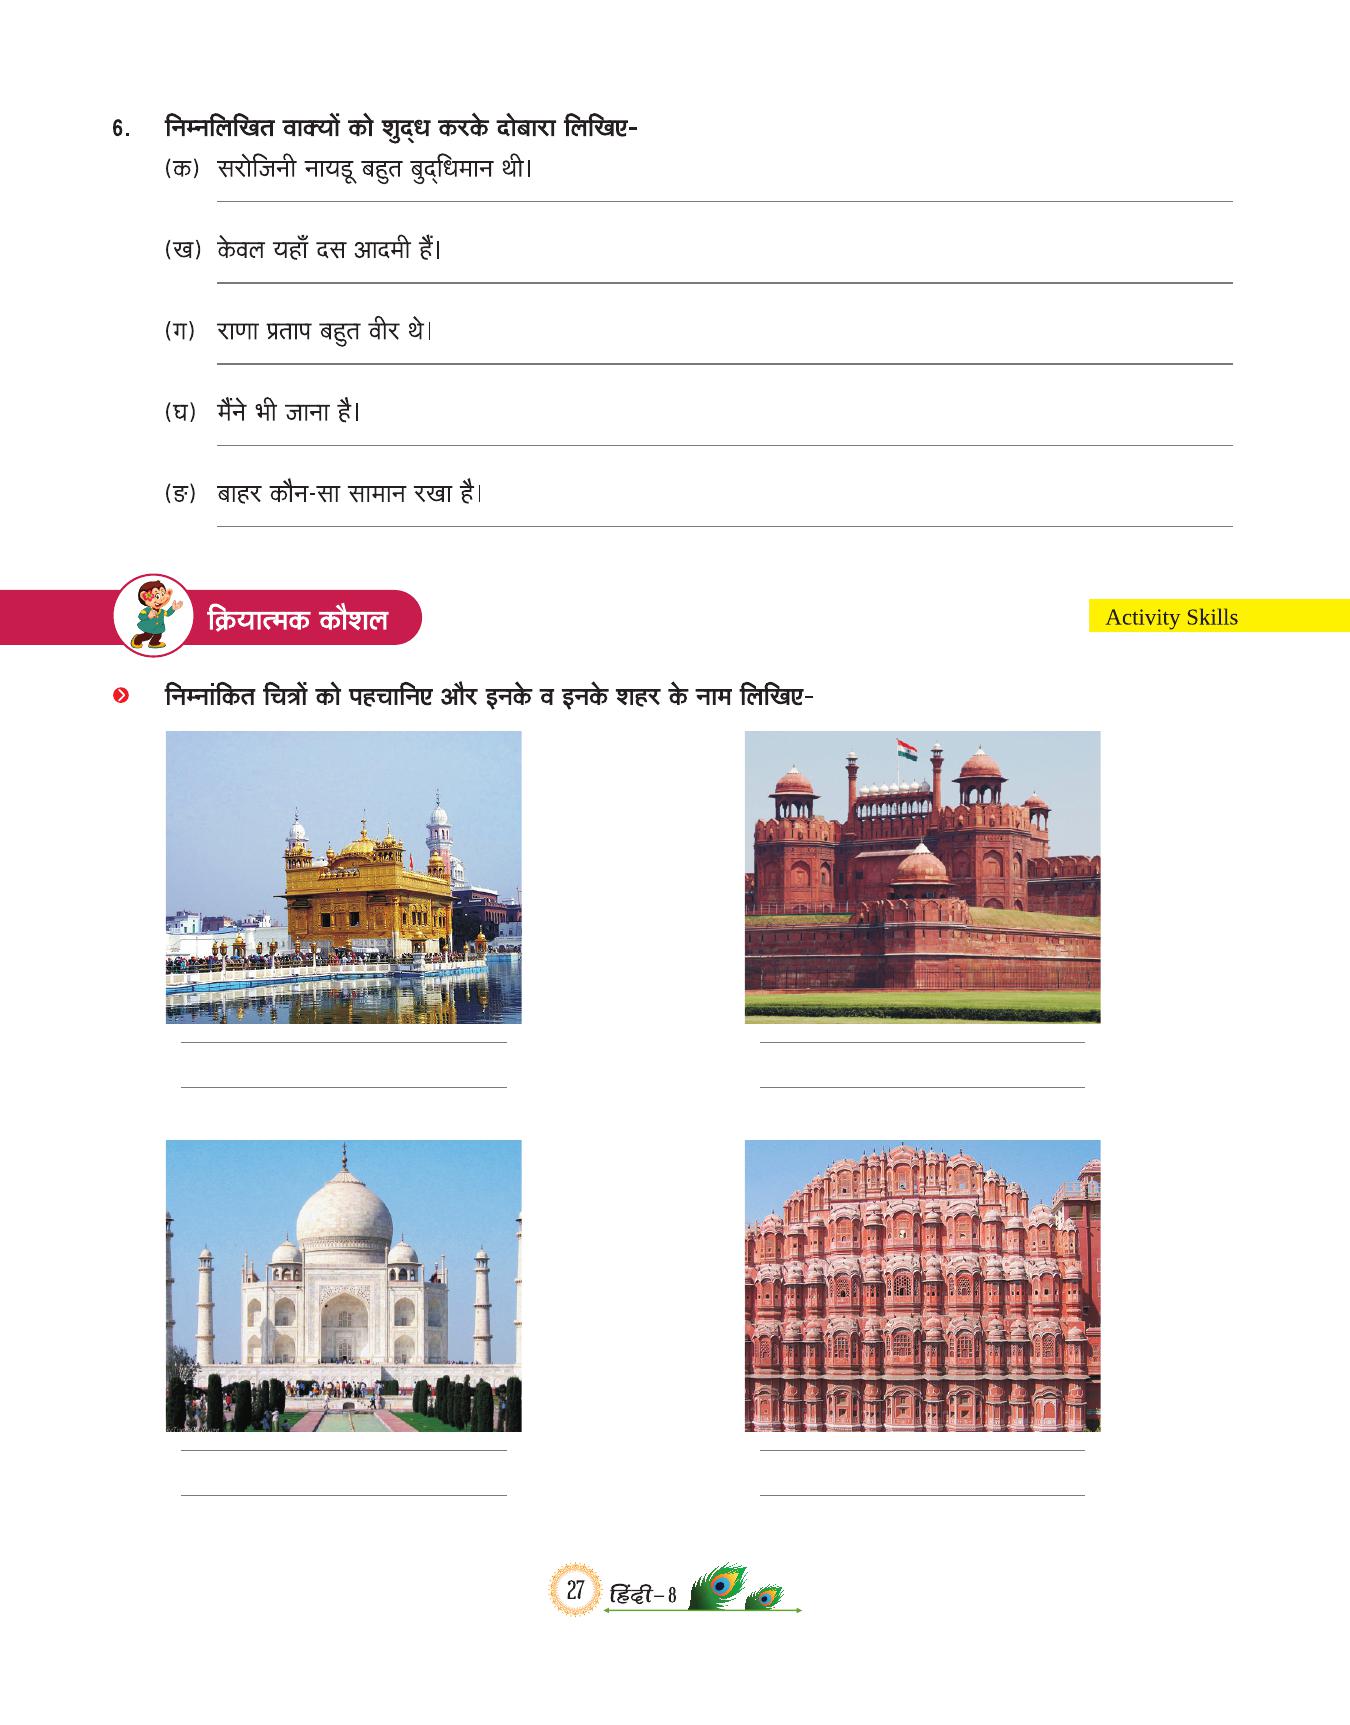 6. निम्नलिखित वाक्यों को शुद्ध करके दोबारा लिखिए-
(क) सरोजिनी नायडू बहुत बुद्धिमान थी।
(ख) केवल यहाँ दस आदमी हैं।
(ग) राणा प्रताप बहुत वीर थे।
(घ) मैंने भी जाना है।
(ङ) बाहर कौन-सा सामान रखा है।
क्रियात्मक कौशल
Activity Skills
निम्नांकित चित्रों को पहचानिए और इनके व इनके शहर के नाम लिखिए-
27 हिंदी-8